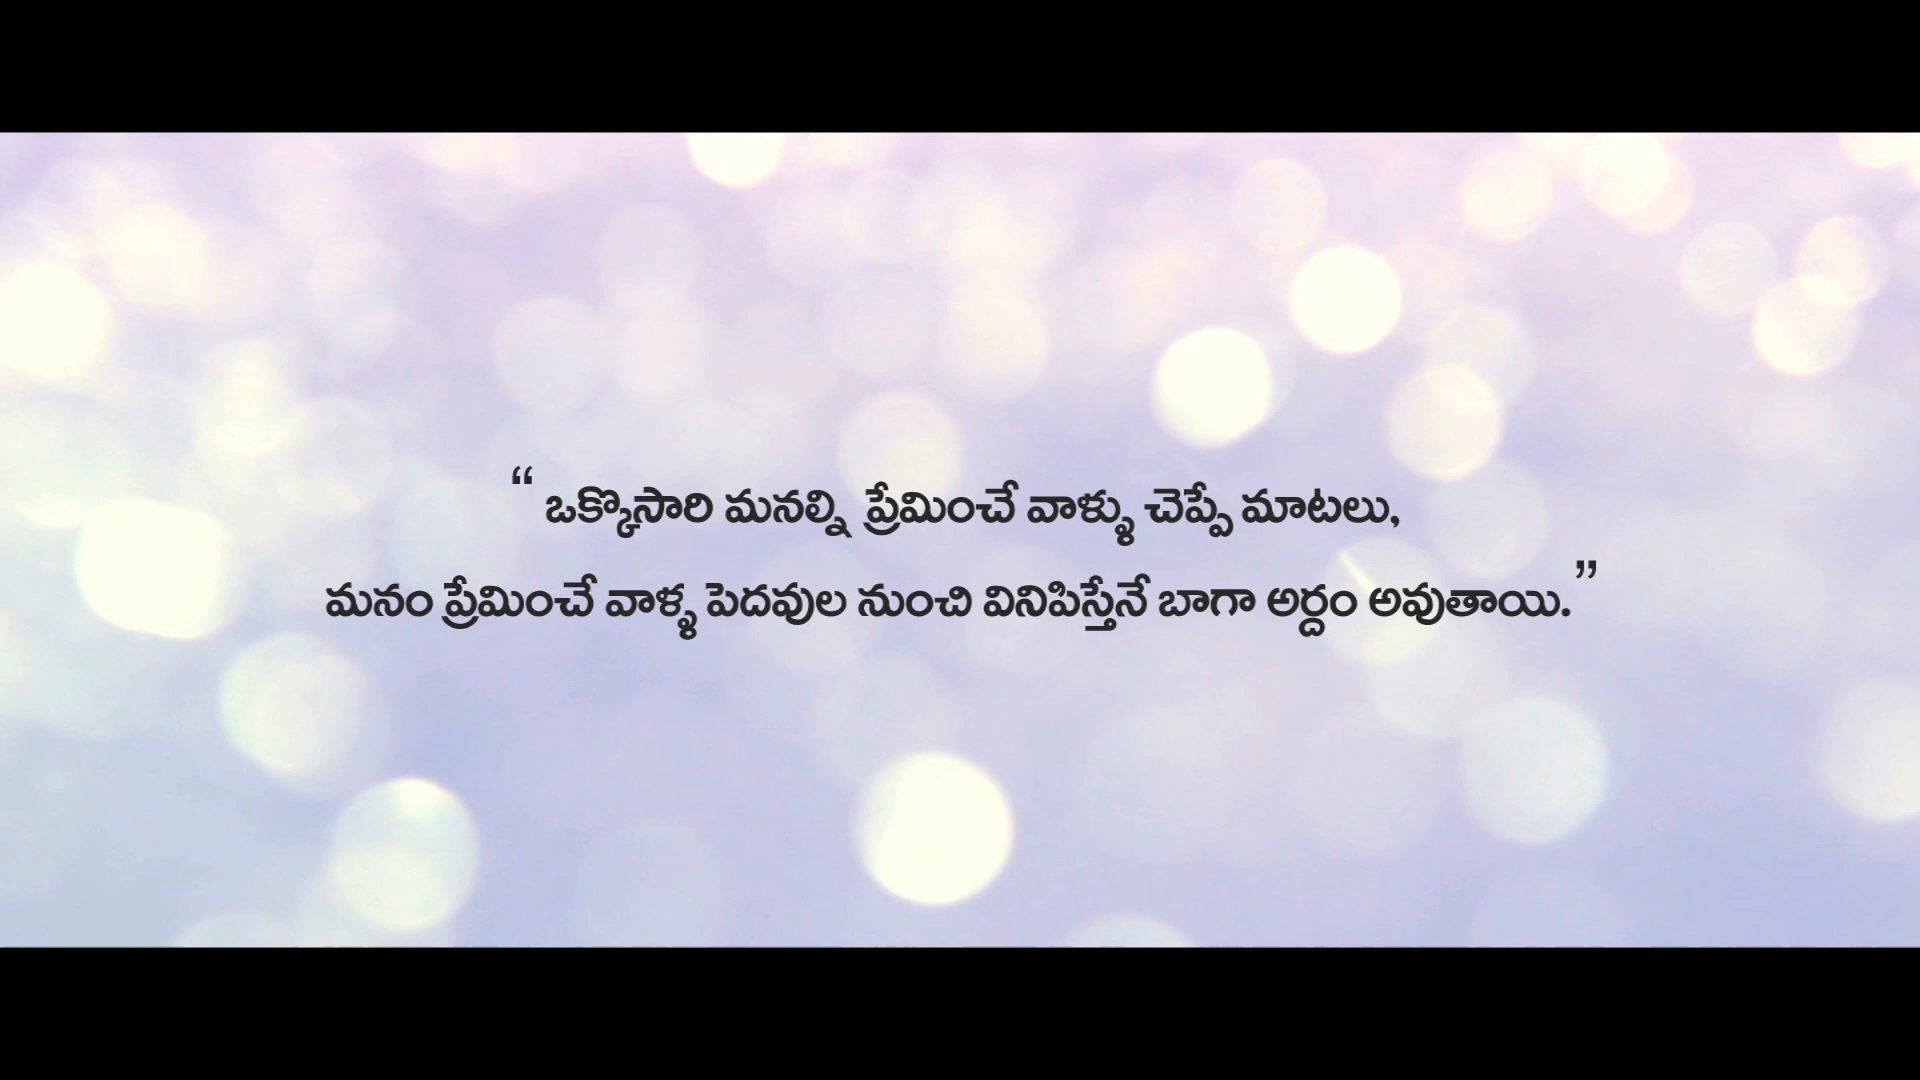 “ ఒక్కొసారి మనల్ని ప్రేమించే వాళ్ళు చెప్పే మాటలు,
మనం ప్రేమించే వాళ్ళ పెదవుల నుంచి వినిపిస్తేనే బాగా అర్దం అవుతాయి.”